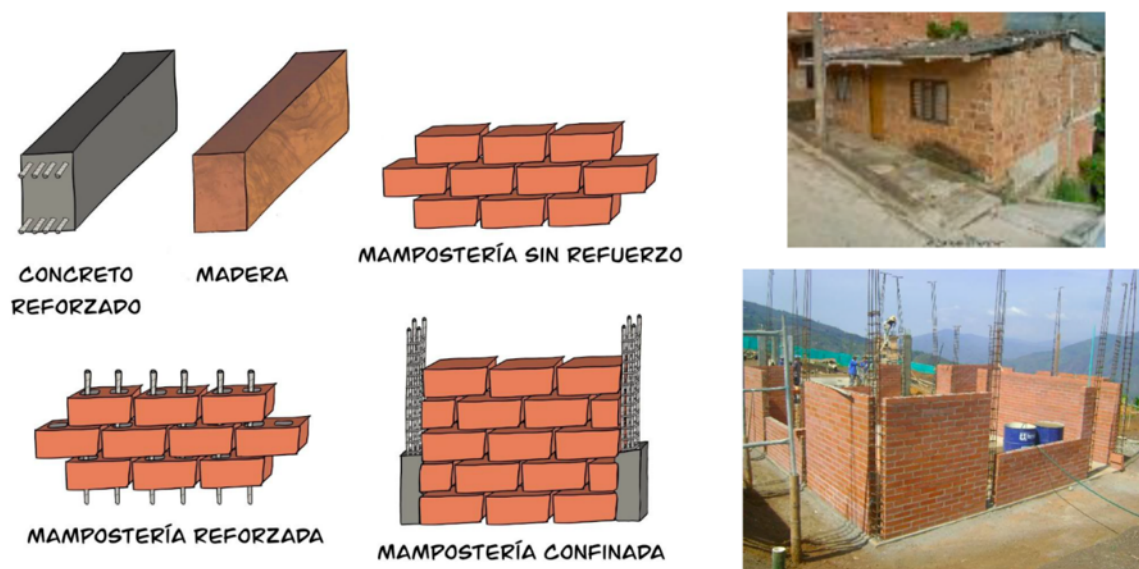 CONCRETO
REFORZADO
MADERA
MAMPOSTERÍA SIN REFUERZO
MAMPOSTERÍA REFORZADA
MAMPOSTERÍA CONFINADA